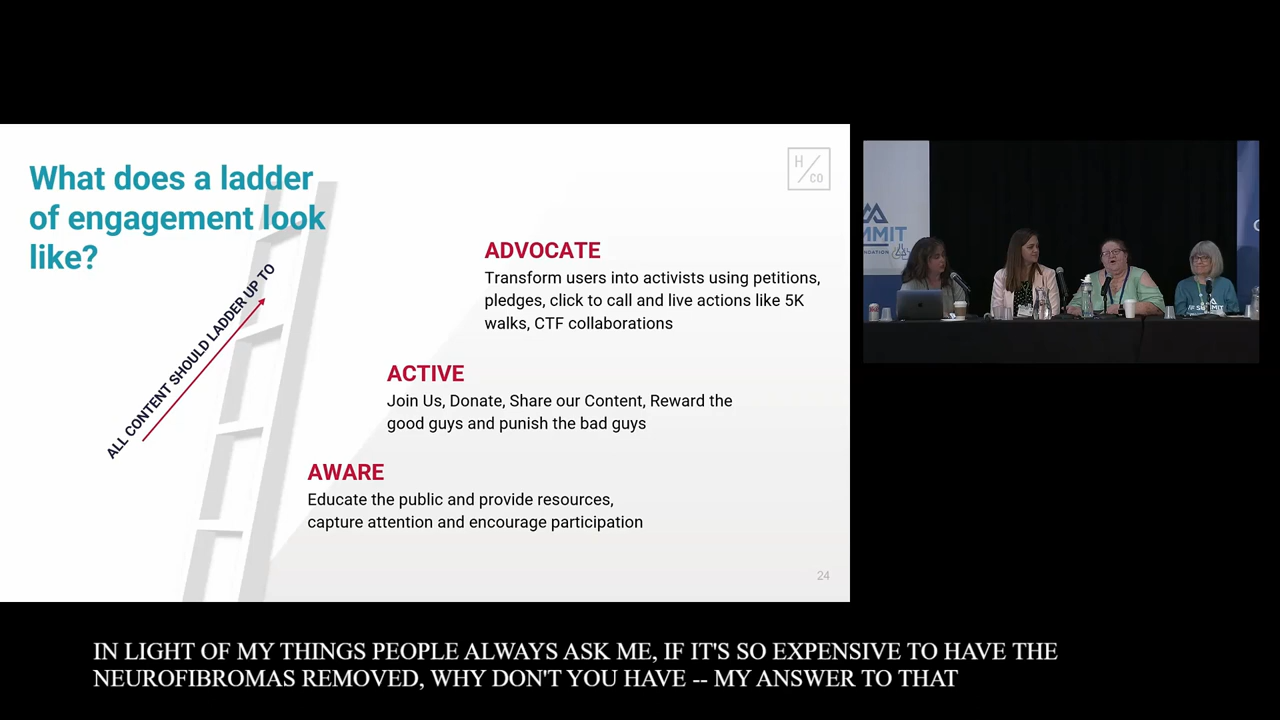 What does a ladder
of engagement look
like?
H
CO
ALL CONTENT SHOULD LADDER UP TO
ADVOCATE
Transform users into activists using petitions,
pledges, click to call and live actions like 5K
walks, CTF collaborations
ACTIVE
Join Us, Donate, Share our Content, Reward the
good guys and punish the bad guys
AWARE
Educate the public and provide resources,
capture attention and encourage participation
24
SUMMIT
IN LIGHT OF MY THINGS PEOPLE ALWAYS ASK ME, IF IT'S SO EXPENSIVE TO HAVE THE
NEUROFIBROMAS REMOVED, WHY DON'T YOU HAVE -- MY ANSWER TO THAT